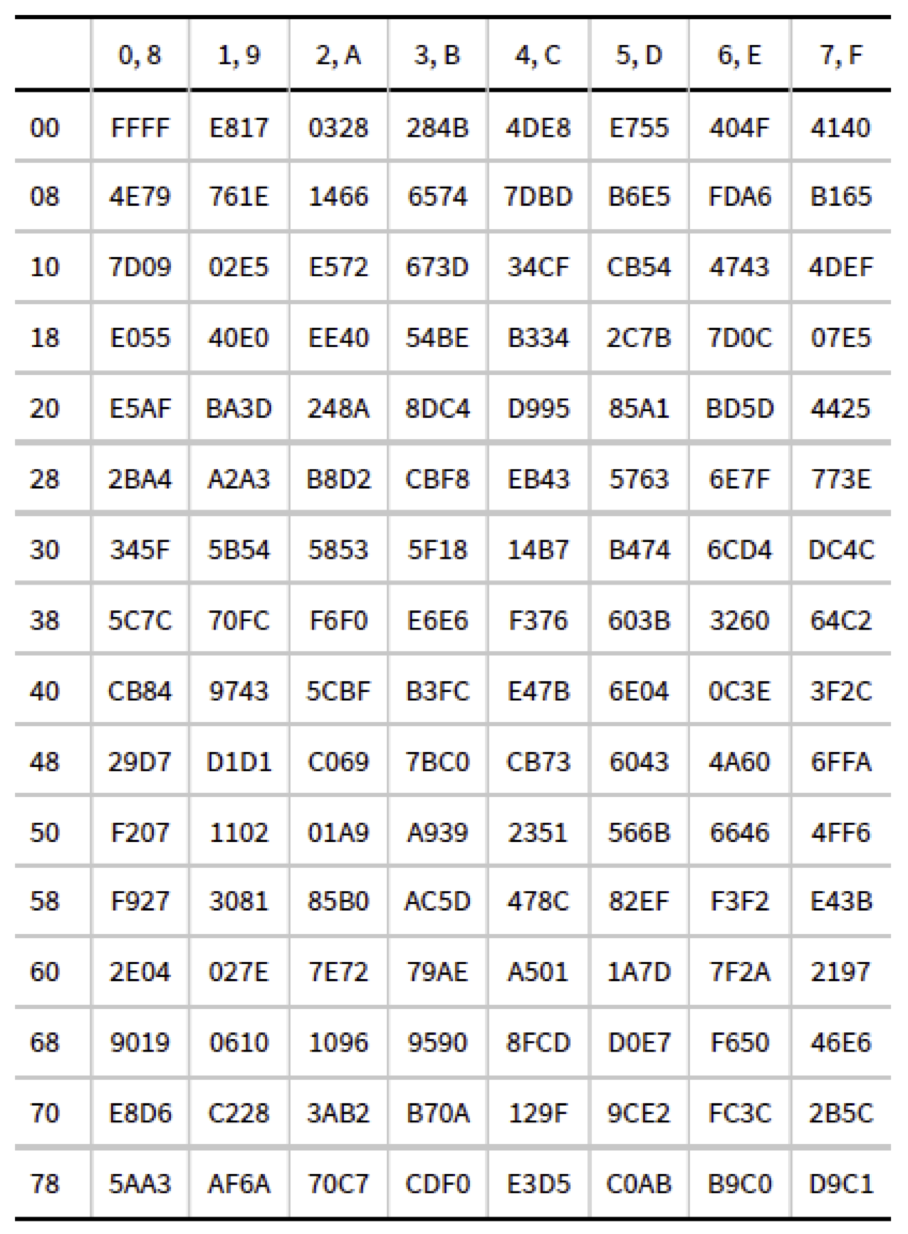 0, 8 1, 9 2, A 3, B 4, C 5, D 6, E 7, F
00 FFFF E817 0328 284B 4DE8 E755 404F 4140
08 4E79 761E 1466 6574 7DBD B6E5 FDA6 B165
10 7D09 02E5 E572 673D 34CF CB54 4743 4DEF
18 E055 40E0 EE40 54BE B334 2C7B 7D0C 07E5
20 E5AF BA3D 248A 8DC4 D995 85A1 BD5D 4425
28 2BA4 A2A3 B8D2 CBF8 EB43 5763 6E7F 773E
30 345F 5B54 5853 5F18 14B7 B474 6CD4 DC4C
38 5C7C 70FC F6F0 E6E6 F376 603B 3260 64C2
40 CB84 9743 5CBF B3FC E47B 6E04 0C3E 3F2C
48 29D7 D1D1 C069 7BC0 CB73 6043 4A60 6FFA
50 F207 1102 01A9 A939 2351 566B 6646 4FF6
58 F927 3081 85B0 AC5D 478C 82EF F3F2 E43B
60 2E04 027E 7E72 79AE A501 1A7D 7F2A 2197
68 9019 0610 1096 9590 8FCD D0E7 F650 46E6
70 E8D6 C228 3AB2 B70A 129F 9CE2 FC3C 2B5C
78 5AA3 AF6A 70C7 CDF0 E3D5 C0AB B9C0 D9C1